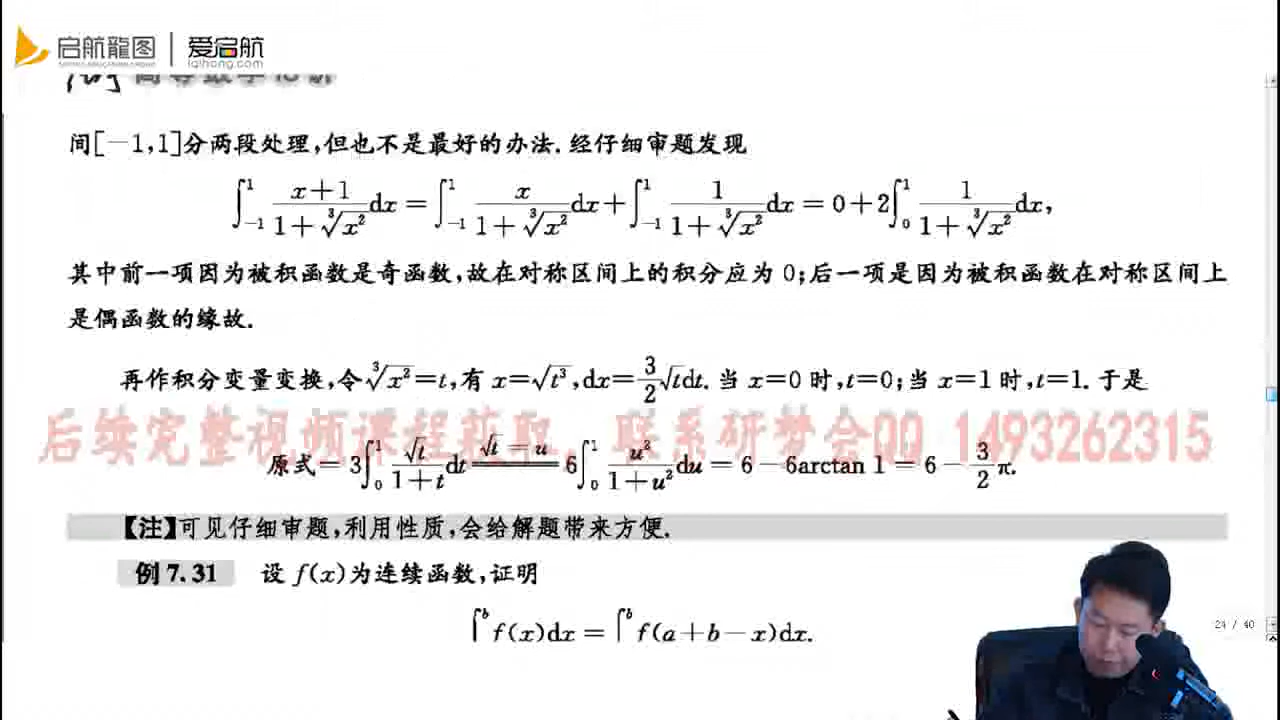 启航龍图 爱启航
iqihong.com
间[-1,1]分两段处理,但也不是最好的办法.经仔细审题发现
∫_{-1}^{1} (x+1)/(1+∛x²)dx = ∫_{-1}^{1} x/(1+∛x²)dx + ∫_{-1}^{1} 1/(1+∛x²)dx = 0+2∫_0^1 1/(1+∛x²)dx,
其中前一项因为被积函数是奇函数,故在对称区间上的积分应为 0;后一项是因为被积函数在对称区间上
是偶函数的缘故.
再作积分变量变换,令∛x²=t,有 x=√t³,dx=3/2√tdt.当 x=0 时,t=0;当 x=1 时,t=1.于是
后续完整视频课程获取，联系研梦会QQ 1493262315
原式=3∫_0^1 √t/(1+t)dt (√t=u)= 6∫_0^1 u²/(1+u²)du=6-6arctan 1=6-3/2π.
【注】可见仔细审题,利用性质,会给解题带来方便.
例 7.31 设 f(x)为连续函数,证明
∫^b f(x)dx=∫^b f(a+b-x)dx.
24 / 40